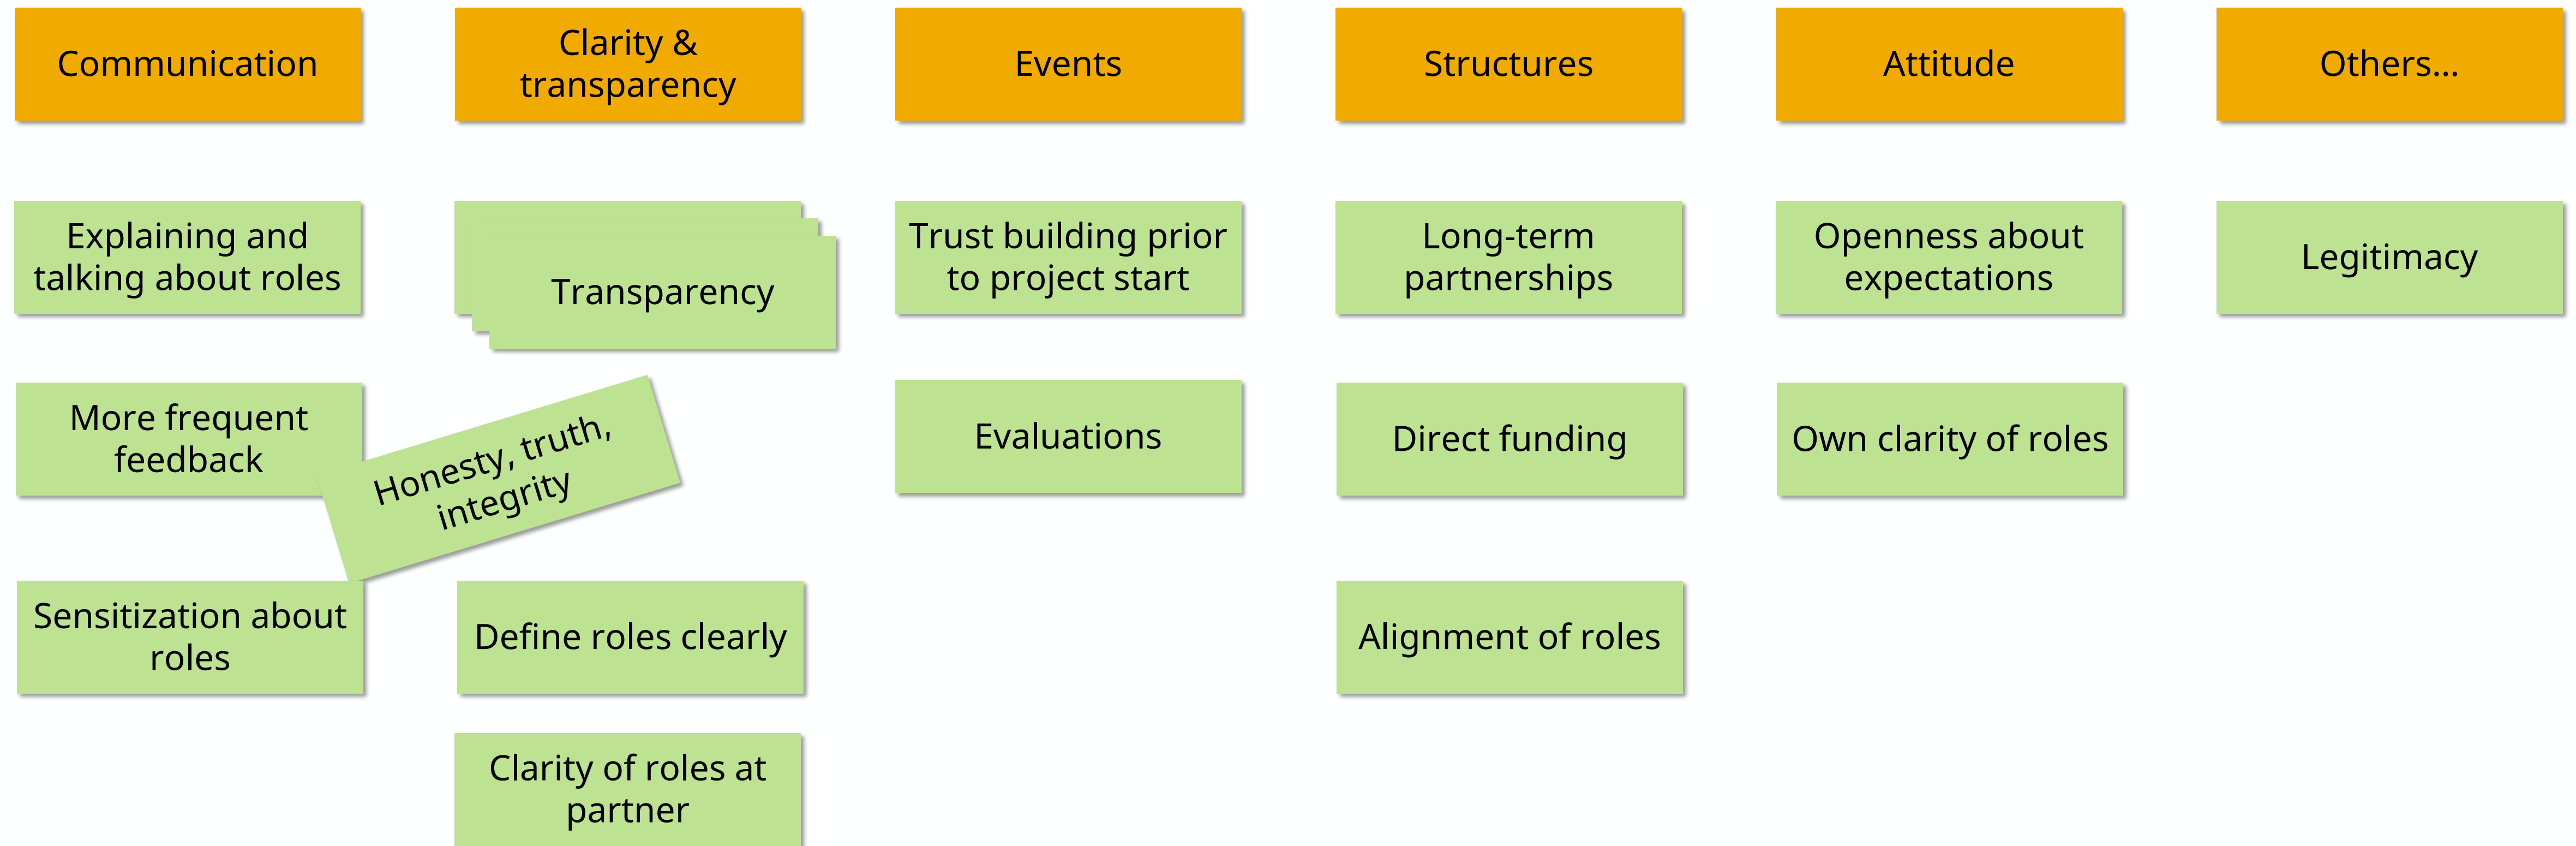 Communication
Clarity &
transparency
Events
Structures
Attitude
Others...
Explaining and
talking about roles
Transparency
Trust building prior
to project start
Long-term
partnerships
Openness about
expectations
Legitimacy
More frequent
feedback
Honesty, truth,
integrity
Evaluations
Direct funding
Own clarity of roles
Sensitization about
roles
Define roles clearly
Alignment of roles
Clarity of roles at
partner